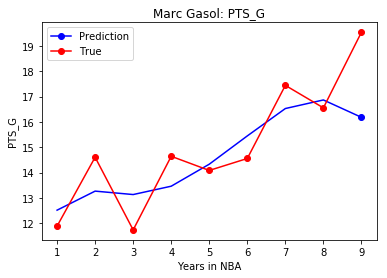 Marc Gasol: PTS_G
Prediction
True
PTS_G
19
18
17
16
15
14
13
12
1 2 3 4 5 6 7 8 9
Years in NBA